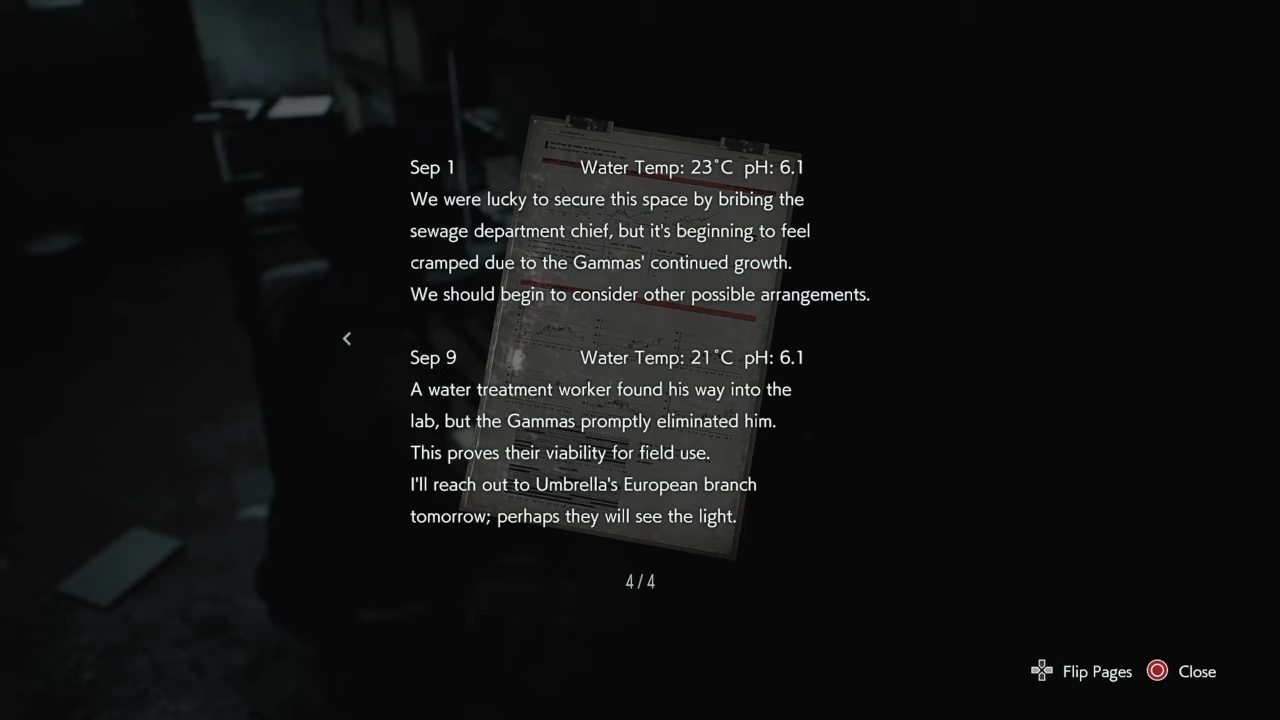 Sep 1 Water Temp: 23°C pH: 6.1
We were lucky to secure this space by bribing the
sewage department chief, but it's beginning to feel
cramped due to the Gammas' continued growth.
We should begin to consider other possible arrangements.
Sep 9 Water Temp: 21°C pH: 6.1
A water treatment worker found his way into the
lab, but the Gammas promptly eliminated him.
This proves their viability for field use.
I'll reach out to Umbrella's European branch
tomorrow; perhaps they will see the light.
4/4
Flip Pages Close